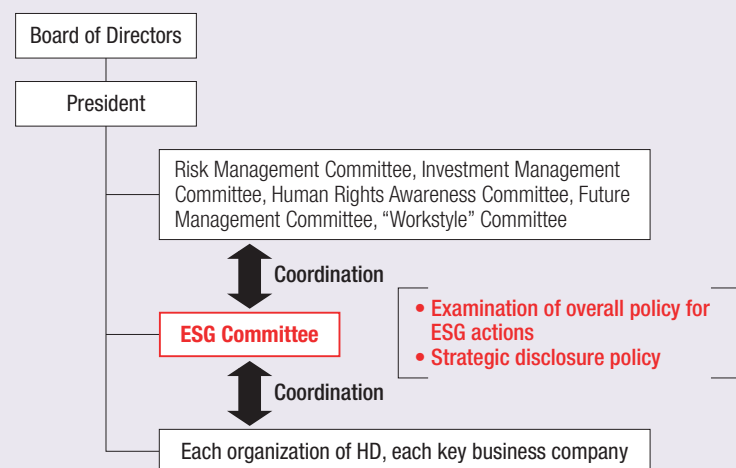 Board of Directors
President
Risk Management Committee, Investment Management
Committee, Human Rights Awareness Committee, Future
Management Committee, “Workstyle” Committee
Coordination
ESG Committee
• Examination of overall policy for
ESG actions
• Strategic disclosure policy
Coordination
Each organization of HD, each key business company